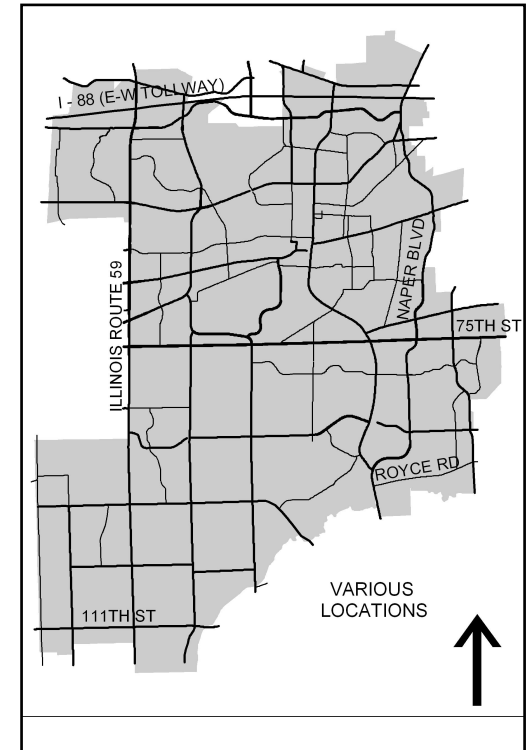 I - 88 (E-W TOLLWAY)
ILLINOIS ROUTE 59
NAPER BLVD
75TH ST
ROYCE RD
VARIOUS
LOCATIONS
111TH ST